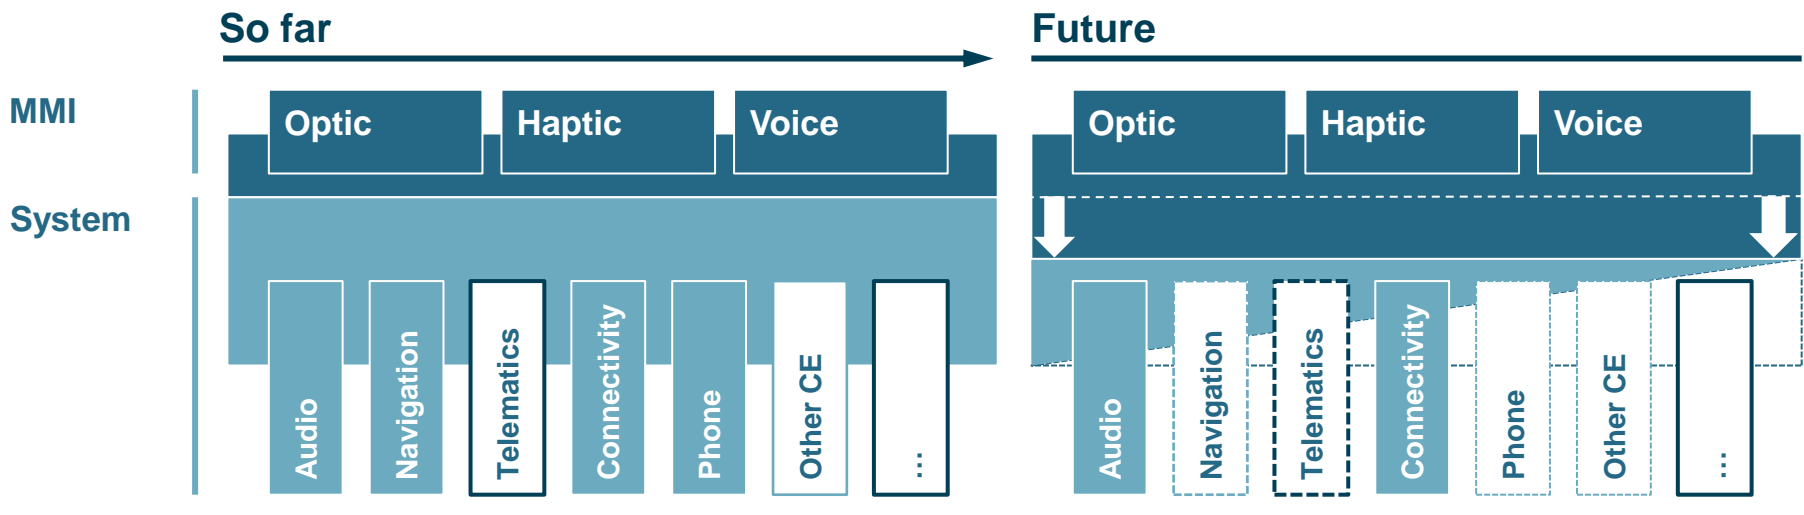 So far
Future
MMI
Optic
Haptic
Voice
Optic
Haptic
Voice
System
Audio
Navigation
Telematics
Connectivity
Phone
Other CE
...
Audio
Navigation
Telematics
Connectivity
Phone
Other CE
...